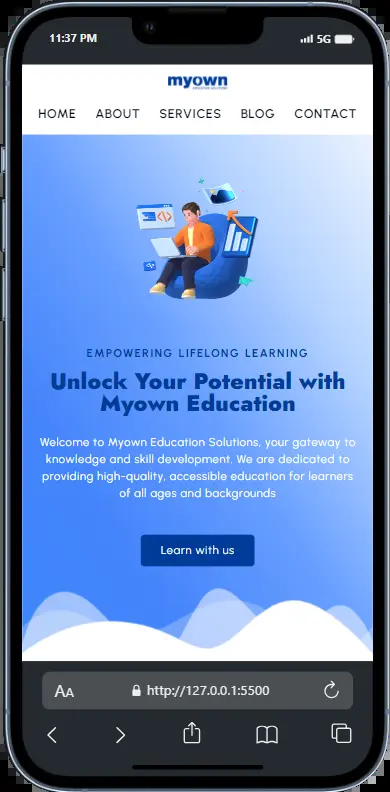 11:37 PM
5G
myown
HOME ABOUT SERVICES BLOG CONTACT
EMPOWERING LIFELONG LEARNING
Unlock Your Potential with
Myown Education
Welcome to Myown Education Solutions, your gateway to
knowledge and skill development. We are dedicated to
providing high-quality, accessible education for learners
of all ages and backgrounds
Learn with us
AA http://127.0.0.1:5500